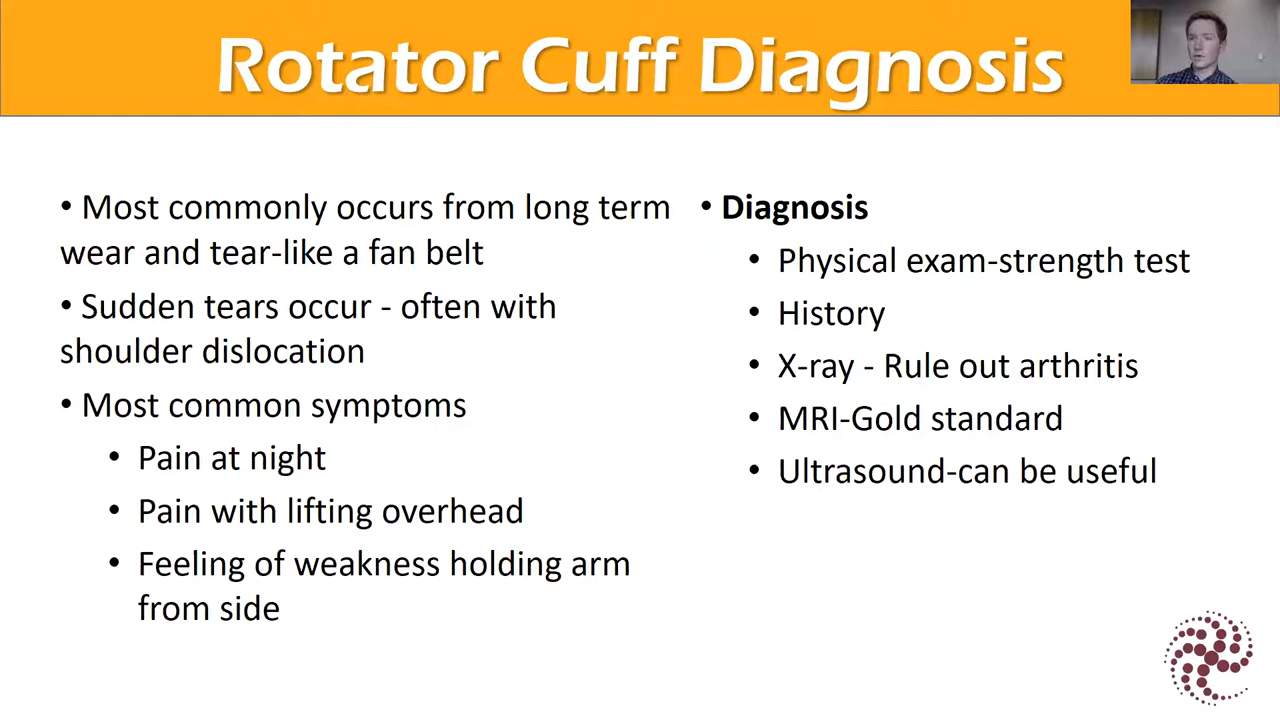 Rotator Cuff Diagnosis
• Most commonly occurs from long term
wear and tear-like a fan belt
• Sudden tears occur - often with
shoulder dislocation
• Most common symptoms
• Pain at night
• Pain with lifting overhead
• Feeling of weakness holding arm
from side
• Diagnosis
• Physical exam-strength test
• History
• X-ray - Rule out arthritis
• MRI-Gold standard
• Ultrasound-can be useful